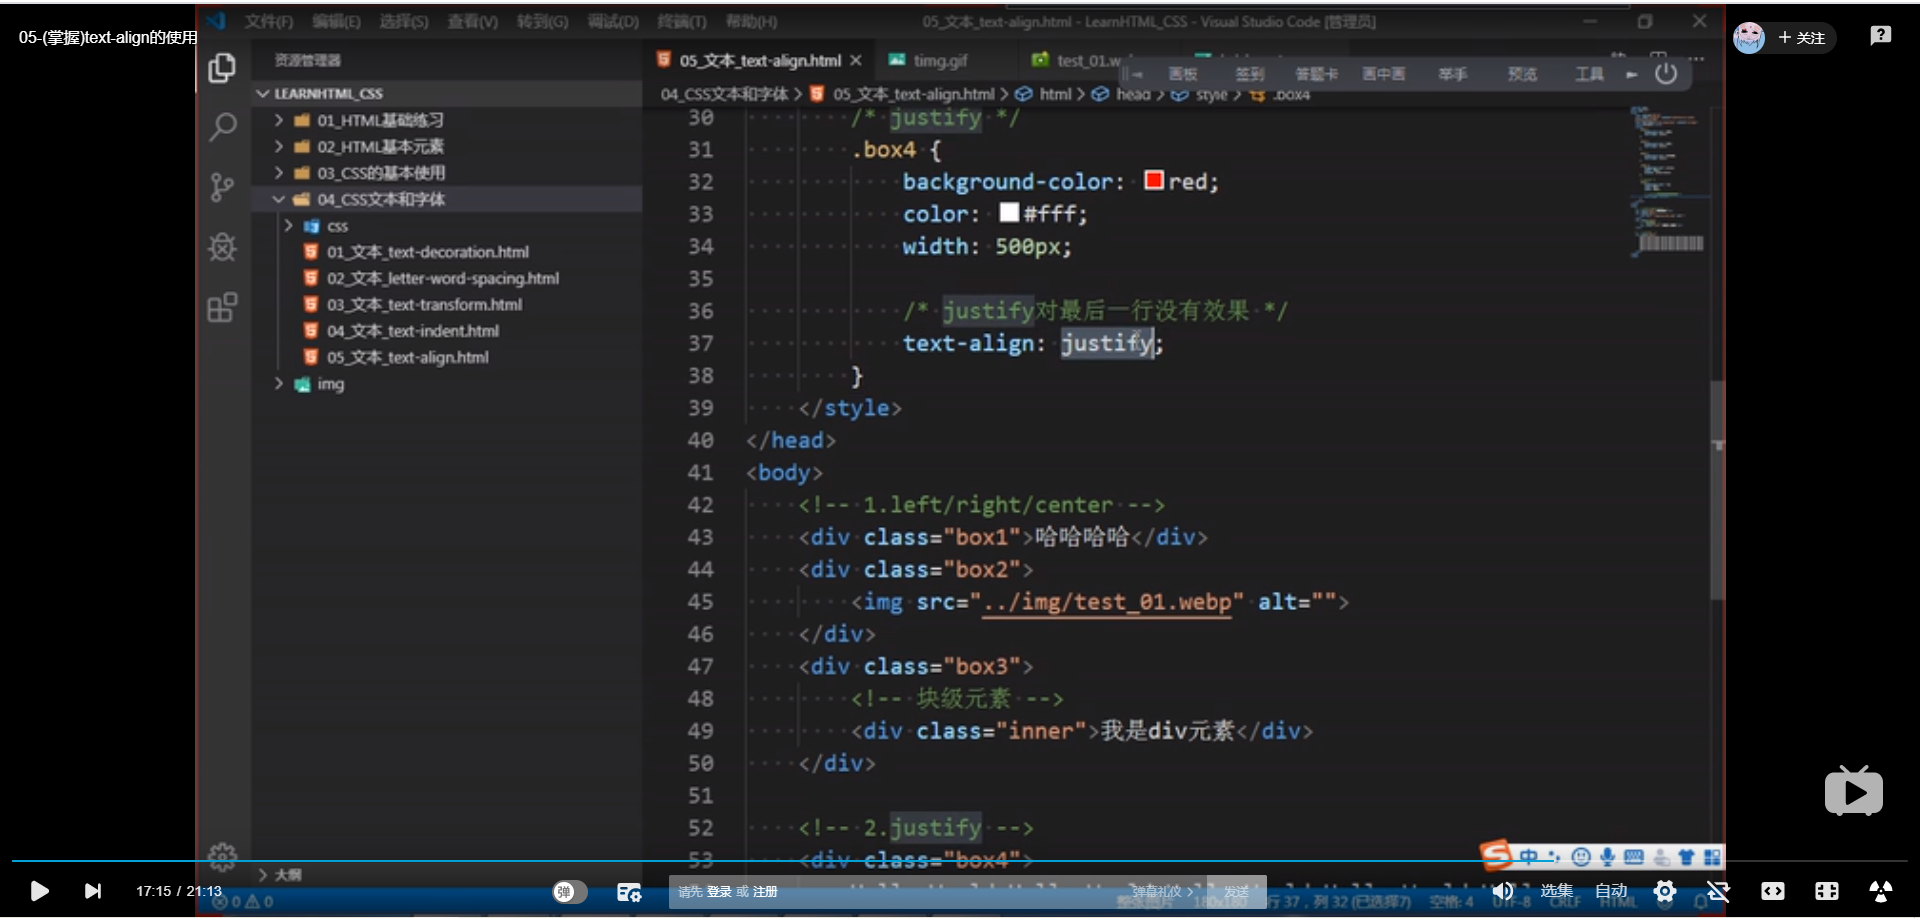 文件(F) 编辑(E) 选择(S) 查看(V) 转到(G) 调试(D) 终端(T) 帮助(H) 05_文本_text-align.html - LearnHTML_CSS - Visual Studio Code [管理员]
05-(掌握)text-align的使用
+ 关注
资源管理器
05_文本_text-align.html timg.gif test_01.w
画板 签到 答题卡 画中画 举手 预览 工具
04_CSS文本和字体 > 05_文本_text-align.html > html > head > style > .box4
LEARNHTML_CSS
01_HTML基础练习
02_HTML基本元素
03_CSS的基本使用
04_CSS文本和字体
css
01_文本_text-decoration.html
02_文本_letter-word-spacing.html
03_文本_text-transform.html
04_文本_text-indent.html
05_文本_text-align.html
img
大纲
30 /* justify */
31 .box4 {
32 background-color: red;
33 color: #fff;
34 width: 500px;
35
36 /* justify对最后一行没有效果 */
37 text-align: justify;
38 }
39 </style>
40 </head>
41 <body>
42 <!-- 1.left/right/center -->
43 <div class="box1">哈哈哈哈</div>
44 <div class="box2">
45 <img src="../img/test_01.webp" alt="">
46 </div>
47 <div class="box3">
48 <!-- 块级元素 -->
49 <div class="inner">我是div元素</div>
50 </div>
51
52 <!-- 2.justify -->
53 <div class="box4">
中
17:15 / 21:13
弹
请先 登录 或 注册
弹幕礼仪 >
发送
选集
自动
0 0
180x180
行 37，列 32 (已选择7) 空格: 4 UTF-8 CRLF HTML